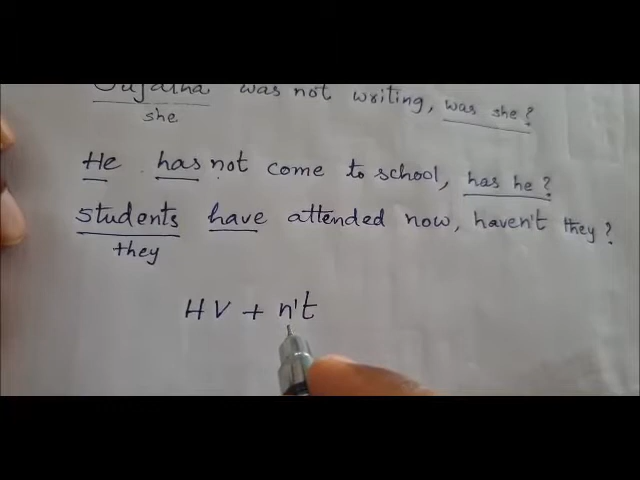 Sujatha was not writing, was she?
she
He has not come to school, has he?
students have attended now, haven't they?
they
HV + n't